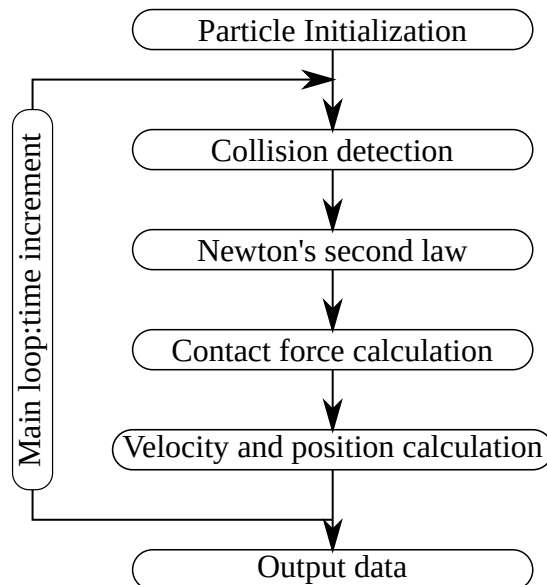 Particle Initialization
Collision detection
Newton's second law
Contact force calculation
Velocity and position calculation
Output data
Main loop:time increment